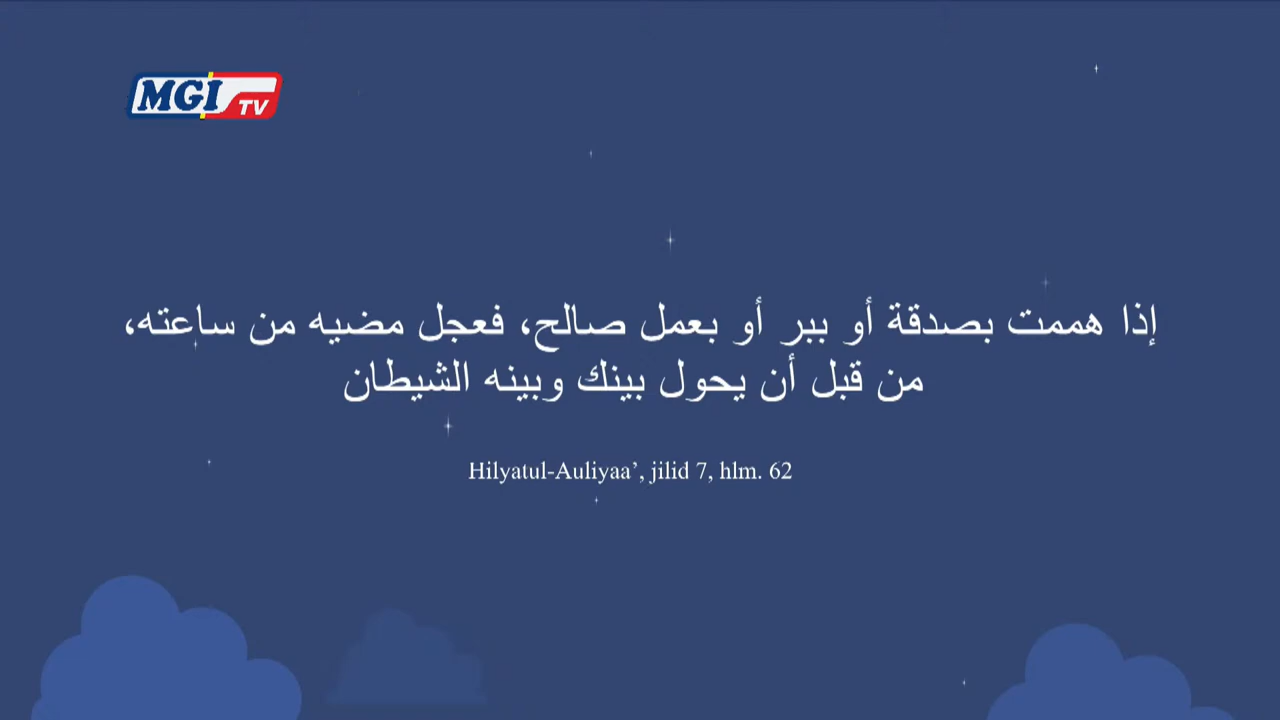 MGI TV
إذا هممت بصدقة أو ببر أو بعمل صالح، فعجل مضيه من ساعته،
من قبل أن يحول بينك وبينه الشيطان
Hilyatul-Auliyaa’, jilid 7, hlm. 62